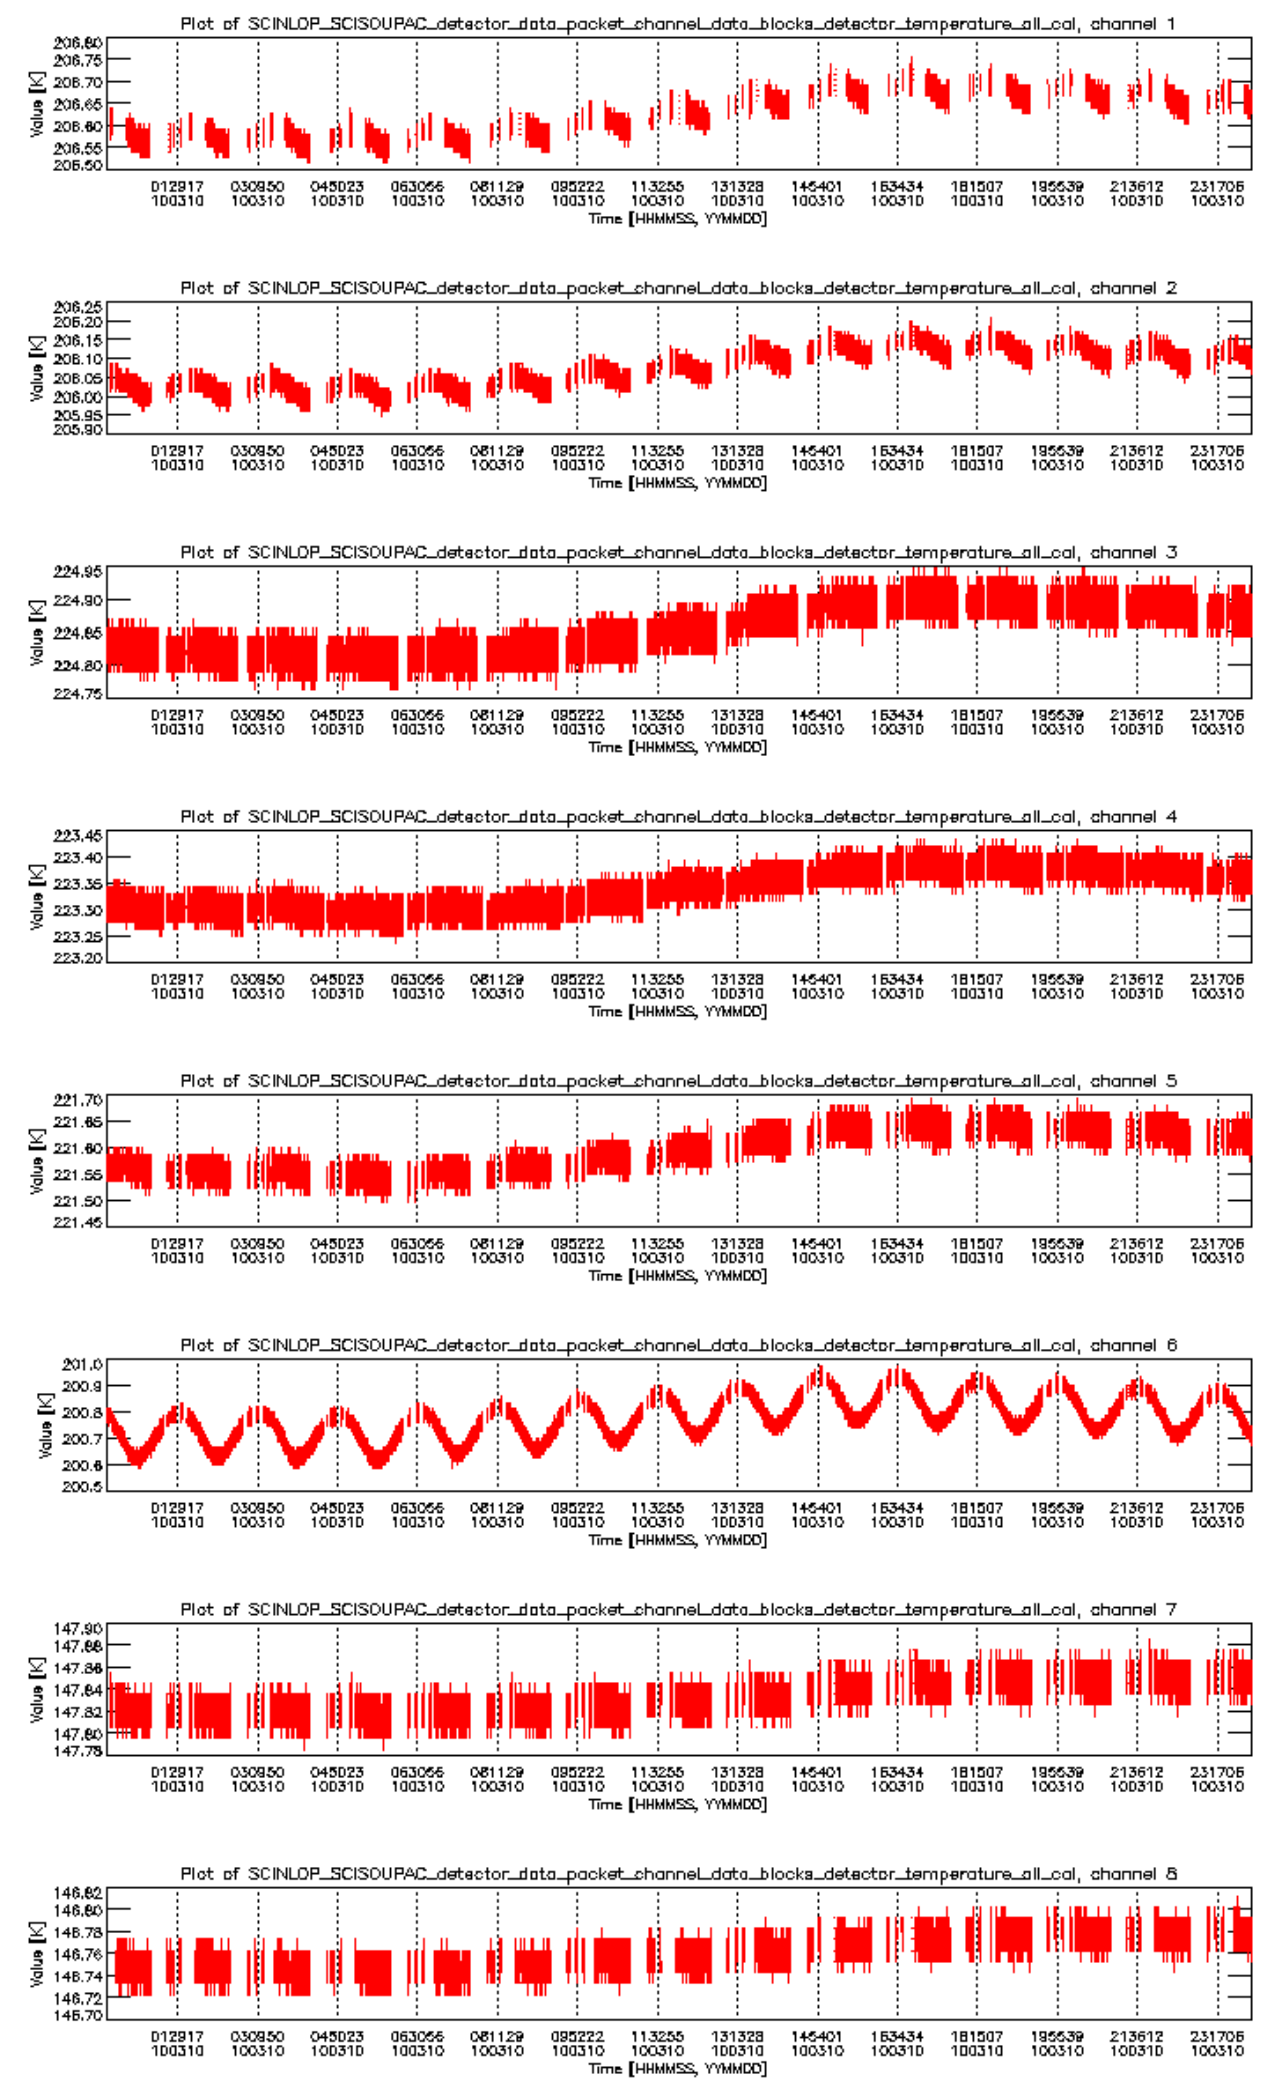 Plot of SCINLOP_SCISOUPAC_detector_data_packet_channel_data_blocks_detector_temperature_all_cal, channel 1
206.80
206.75
206.70
206.65
206.60
206.55
206.50
Value [K]
012917 030950 045023 063056 081129 095222 113255 131328 145401 163434 181507 195539 213612 231706
100310 100310 100310 100310 100310 100310 100310 100310 100310 100310 100310 100310 100310 100310
Time [HHMMSS, YYMMDD]
Plot of SCINLOP_SCISOUPAC_detector_data_packet_channel_data_blocks_detector_temperature_all_cal, channel 2
206.25
206.20
206.15
206.10
206.05
206.00
205.95
205.90
Value [K]
012917 030950 045023 063056 081129 095222 113255 131328 145401 163434 181507 195539 213612 231706
100310 100310 100310 100310 100310 100310 100310 100310 100310 100310 100310 100310 100310 100310
Time [HHMMSS, YYMMDD]
Plot of SCINLOP_SCISOUPAC_detector_data_packet_channel_data_blocks_detector_temperature_all_cal, channel 3
224.95
224.90
224.85
224.80
224.75
Value [K]
012917 030950 045023 063056 081129 095222 113255 131328 145401 163434 181507 195539 213612 231706
100310 100310 100310 100310 100310 100310 100310 100310 100310 100310 100310 100310 100310 100310
Time [HHMMSS, YYMMDD]
Plot of SCINLOP_SCISOUPAC_detector_data_packet_channel_data_blocks_detector_temperature_all_cal, channel 4
223.45
223.40
223.35
223.30
223.25
223.20
Value [K]
012917 030950 045023 063056 081129 095222 113255 131328 145401 163434 181507 195539 213612 231706
100310 100310 100310 100310 100310 100310 100310 100310 100310 100310 100310 100310 100310 100310
Time [HHMMSS, YYMMDD]
Plot of SCINLOP_SCISOUPAC_detector_data_packet_channel_data_blocks_detector_temperature_all_cal, channel 5
221.70
221.65
221.60
221.55
221.50
221.45
Value [K]
012917 030950 045023 063056 081129 095222 113255 131328 145401 163434 181507 195539 213612 231706
100310 100310 100310 100310 100310 100310 100310 100310 100310 100310 100310 100310 100310 100310
Time [HHMMSS, YYMMDD]
Plot of SCINLOP_SCISOUPAC_detector_data_packet_channel_data_blocks_detector_temperature_all_cal, channel 6
201.0
200.9
200.8
200.7
200.6
200.5
Value [K]
012917 030950 045023 063056 081129 095222 113255 131328 145401 163434 181507 195539 213612 231706
100310 100310 100310 100310 100310 100310 100310 100310 100310 100310 100310 100310 100310 100310
Time [HHMMSS, YYMMDD]
Plot of SCINLOP_SCISOUPAC_detector_data_packet_channel_data_blocks_detector_temperature_all_cal, channel 7
147.90
147.88
147.86
147.84
147.82
147.80
147.78
Value [K]
012917 030950 045023 063056 081129 095222 113255 131328 145401 163434 181507 195539 213612 231706
100310 100310 100310 100310 100310 100310 100310 100310 100310 100310 100310 100310 100310 100310
Time [HHMMSS, YYMMDD]
Plot of SCINLOP_SCISOUPAC_detector_data_packet_channel_data_blocks_detector_temperature_all_cal, channel 8
146.82
146.80
146.78
146.76
146.74
146.72
146.70
Value [K]
012917 030950 045023 063056 081129 095222 113255 131328 145401 163434 181507 195539 213612 231706
100310 100310 100310 100310 100310 100310 100310 100310 100310 100310 100310 100310 100310 100310
Time [HHMMSS, YYMMDD]